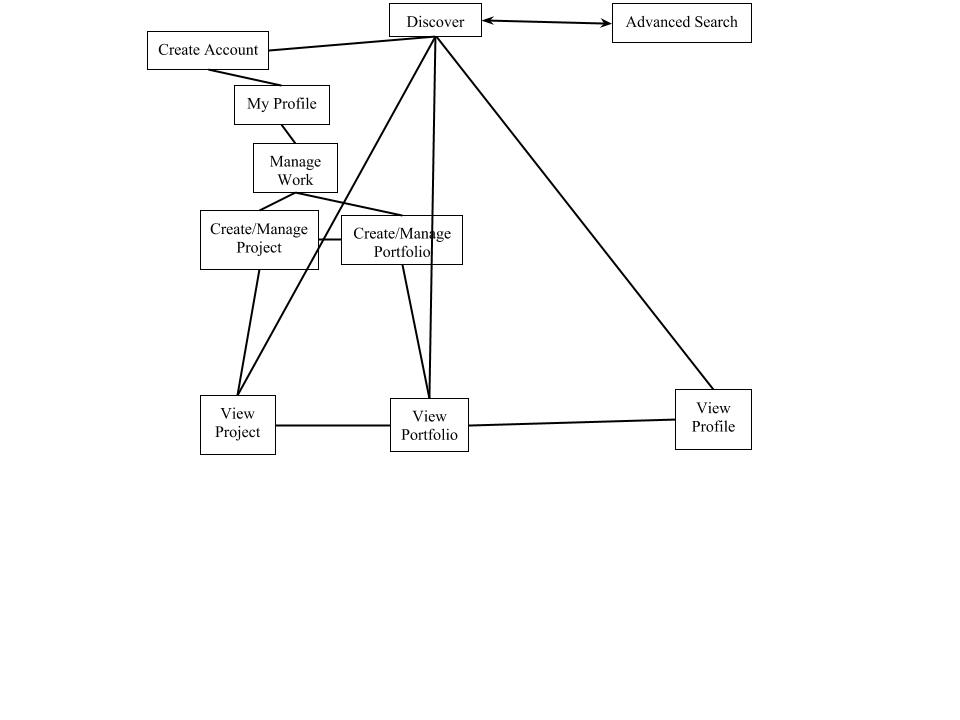 Discover
Advanced Search
Create Account
My Profile
Manage
Work
Create/Manage
Project
Create/Manage
Portfolio
View
Project
View
Portfolio
View
Profile